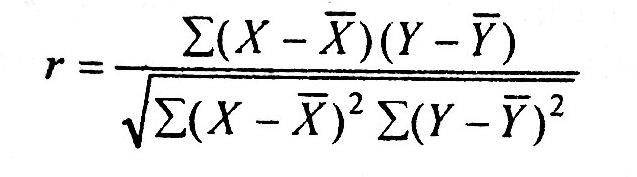 r = Σ(X − X̅)(Y − Y̅) / √Σ(X − X̅)² Σ(Y − Y̅)²